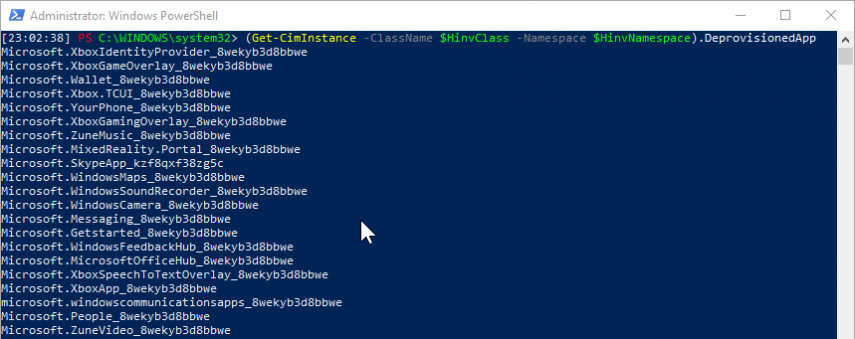 Administrator: Windows PowerShell
[23:02:38] PS C:\WINDOWS\system32> (Get-CimInstance -ClassName $HinvClass -Namespace $HinvNamespace).DeprovisionedApp
Microsoft.XboxIdentityProvider_8wekyb3d8bbwe
Microsoft.XboxGameOverlay_8wekyb3d8bbwe
Microsoft.Wallet_8wekyb3d8bbwe
Microsoft.Xbox.TCUI_8wekyb3d8bbwe
Microsoft.YourPhone_8wekyb3d8bbwe
Microsoft.XboxGamingOverlay_8wekyb3d8bbwe
Microsoft.ZuneMusic_8wekyb3d8bbwe
Microsoft.MixedReality.Portal_8wekyb3d8bbwe
Microsoft.SkypeApp_kzf8qxf38zg5c
Microsoft.WindowsMaps_8wekyb3d8bbwe
Microsoft.WindowsSoundRecorder_8wekyb3d8bbwe
Microsoft.WindowsCamera_8wekyb3d8bbwe
Microsoft.Messaging_8wekyb3d8bbwe
Microsoft.Getstarted_8wekyb3d8bbwe
Microsoft.WindowsFeedbackHub_8wekyb3d8bbwe
Microsoft.MicrosoftOfficeHub_8wekyb3d8bbwe
Microsoft.XboxSpeechToTextOverlay_8wekyb3d8bbwe
Microsoft.XboxApp_8wekyb3d8bbwe
microsoft.windowscommunicationsapps_8wekyb3d8bbwe
Microsoft.People_8wekyb3d8bbwe
Microsoft.ZuneVideo_8wekyb3d8bbwe